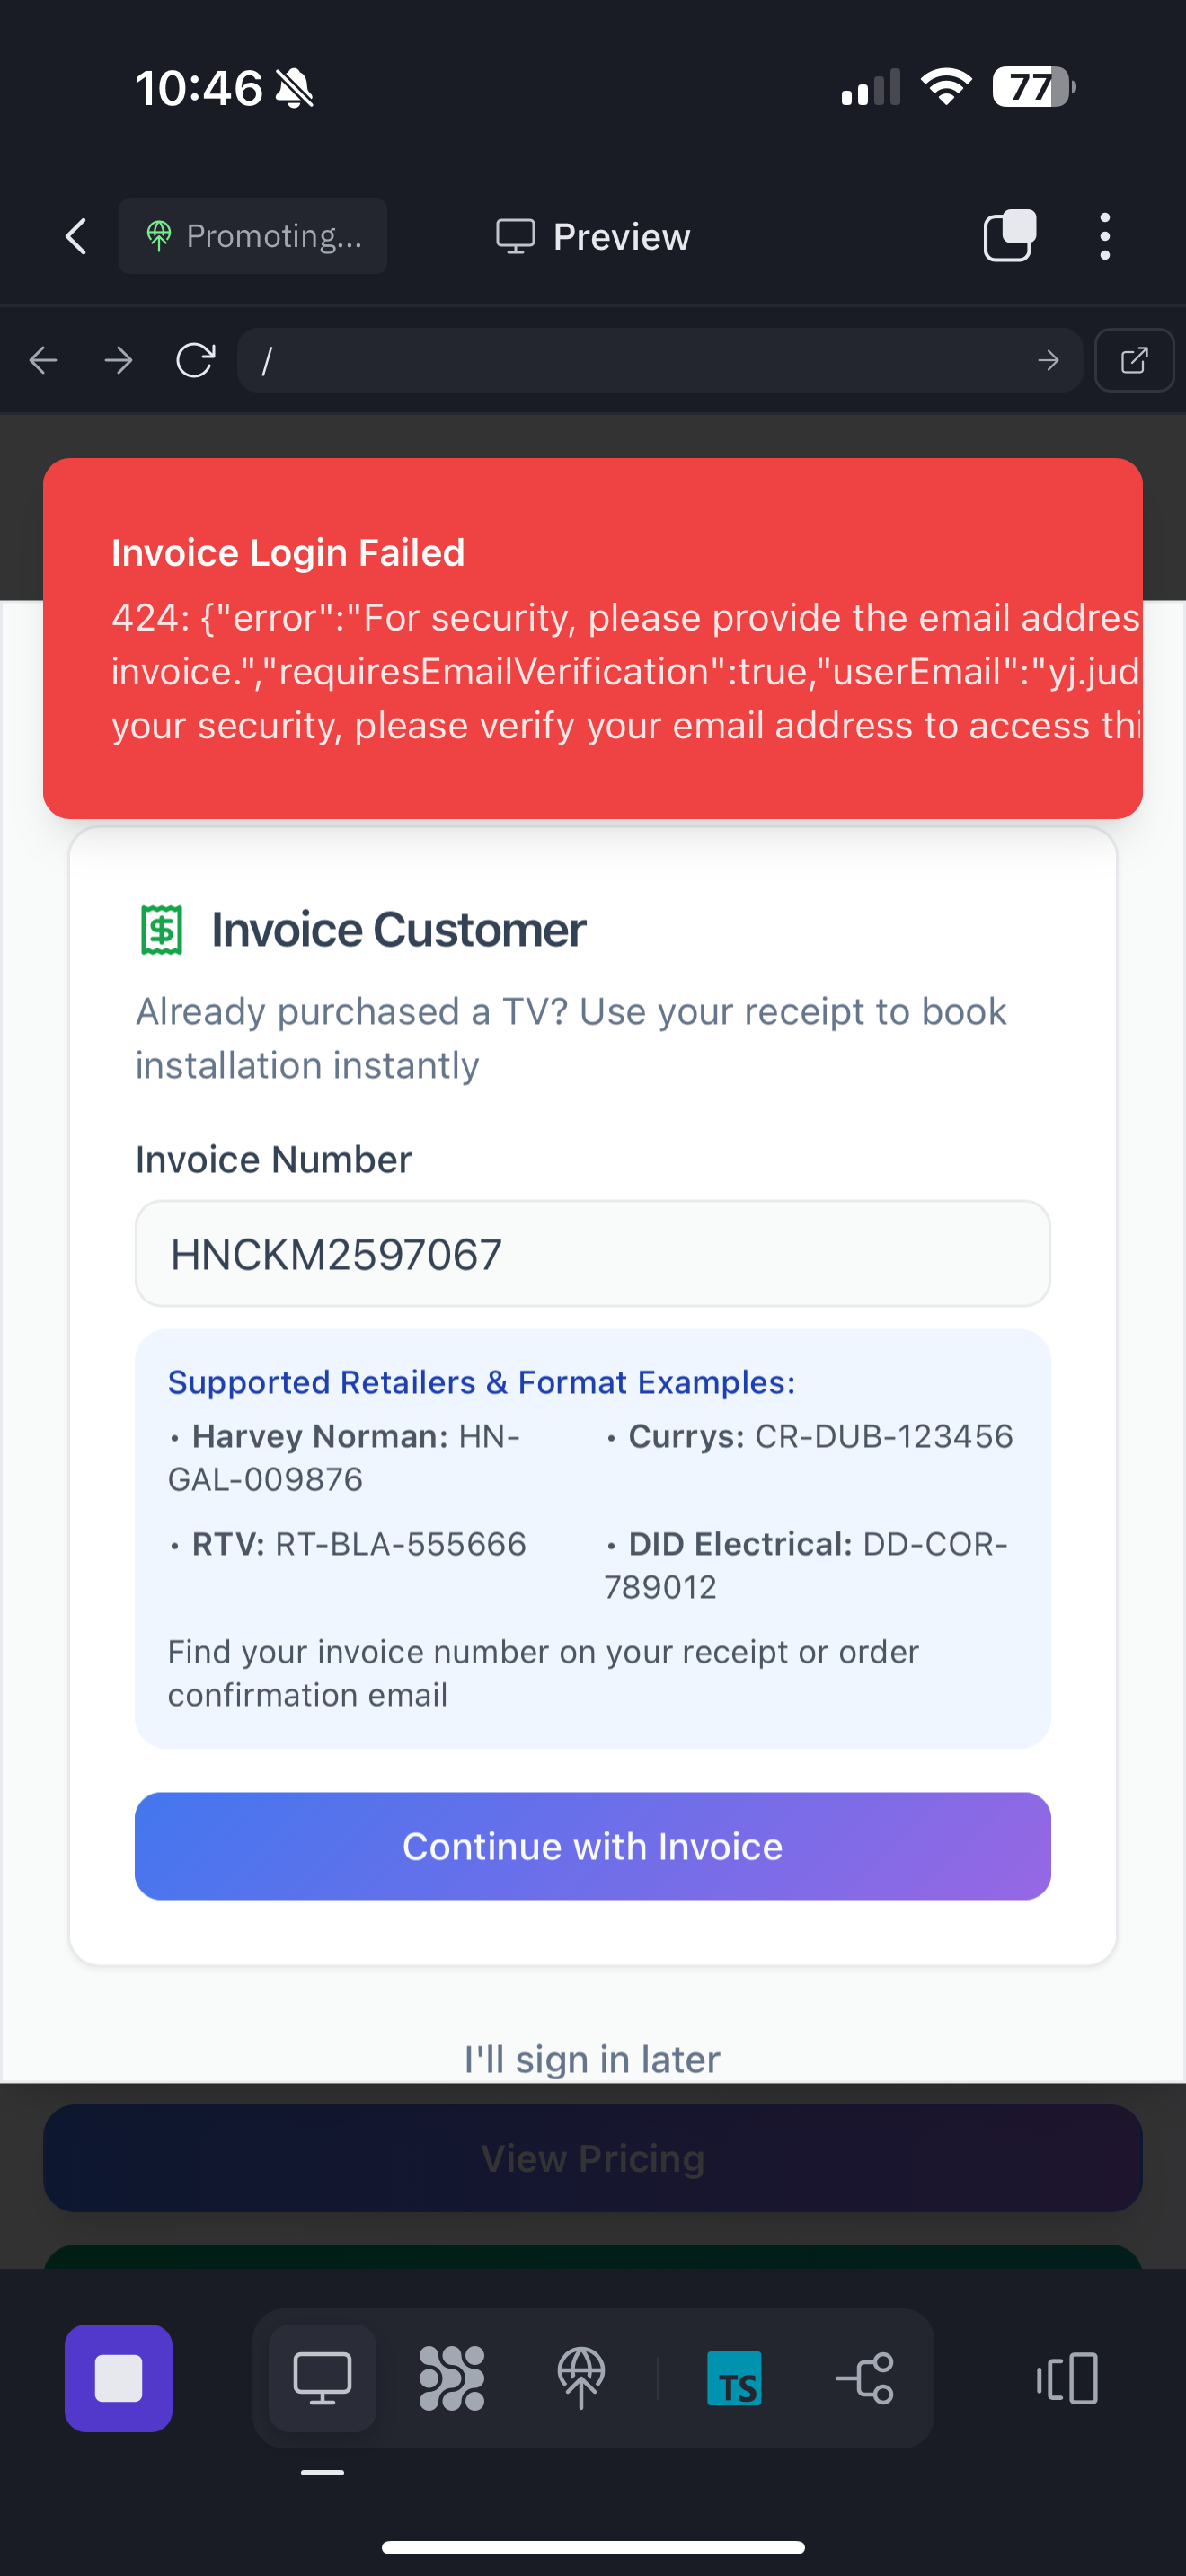 10:46
77
Promoting...
Preview
/
Invoice Login Failed
424: {"error":"For security, please provide the email addres
invoice.","requiresEmailVerification":true,"userEmail":"yj.jud
your security, please verify your email address to access thi
Invoice Customer
Already purchased a TV? Use your receipt to book
installation instantly
Invoice Number
HNCKM2597067
Supported Retailers & Format Examples:
• Harvey Norman: HN-
GAL-009876
• Currys: CR-DUB-123456
• RTV: RT-BLA-555666
• DID Electrical: DD-COR-
789012
Find your invoice number on your receipt or order
confirmation email
Continue with Invoice
I'll sign in later
View Pricing
TS